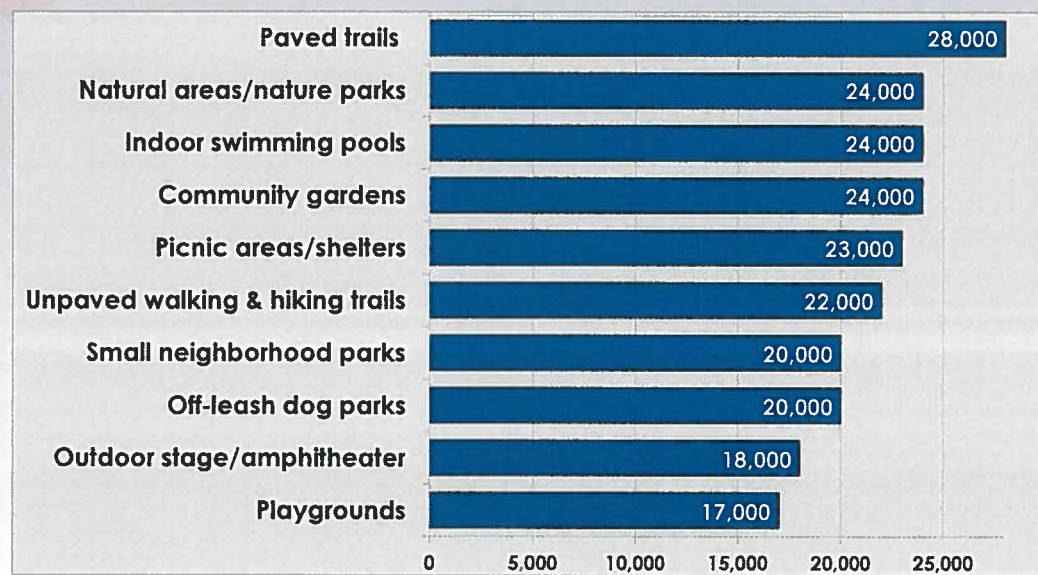 Paved trails 28,000
Natural areas/nature parks 24,000
Indoor swimming pools 24,000
Community gardens 24,000
Picnic areas/shelters 23,000
Unpaved walking & hiking trails 22,000
Small neighborhood parks 20,000
Off-leash dog parks 20,000
Outdoor stage/amphitheater 18,000
Playgrounds 17,000
0 5,000 10,000 15,000 20,000 25,000